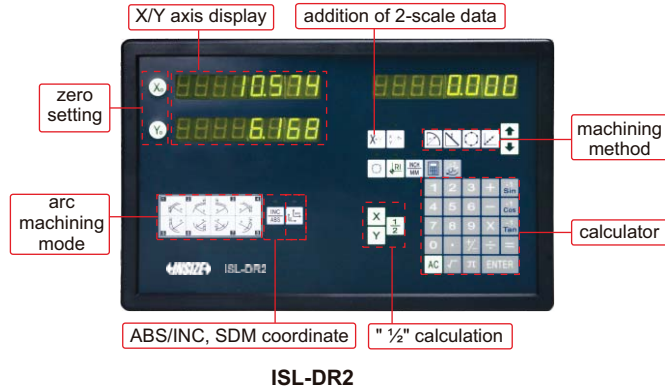 X/Y axis display
addition of 2-scale data
X₀
10.574
0.000
zero
setting
Y₀
6.168
machining
method
INCH
MM
arc
machining
mode
INC
ABS
X
Y
1
2
1 2 3 + Sin
4 5 6 − Cos
7 8 9 X Tan
0 · +/− ÷ =
AC √ π ENTER
calculator
INSIZE ISL-DR2
ABS/INC, SDM coordinate
" ½" calculation
ISL-DR2